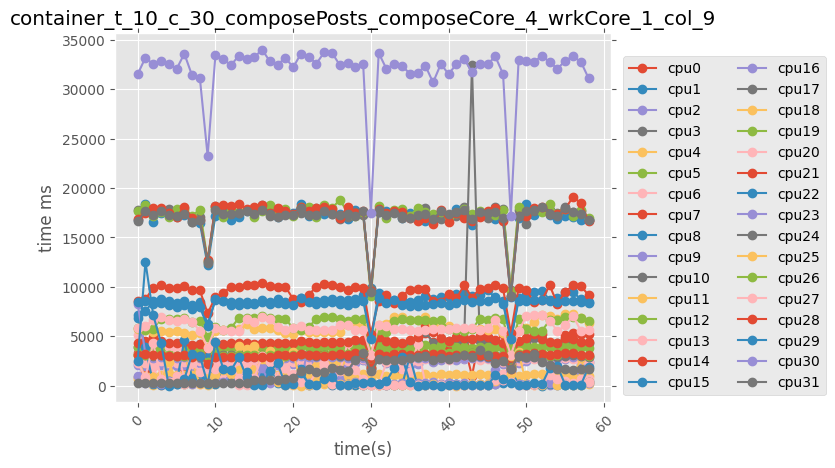 container_t_10_c_30_composePosts_composeCore_4_wrkCore_1_col_9
35000
30000
25000
20000
15000
10000
5000
0
time ms
0
10
20
30
40
50
60
time(s)
cpu0
cpu1
cpu2
cpu3
cpu4
cpu5
cpu6
cpu7
cpu8
cpu9
cpu10
cpu11
cpu12
cpu13
cpu14
cpu15
cpu16
cpu17
cpu18
cpu19
cpu20
cpu21
cpu22
cpu23
cpu24
cpu25
cpu26
cpu27
cpu28
cpu29
cpu30
cpu31